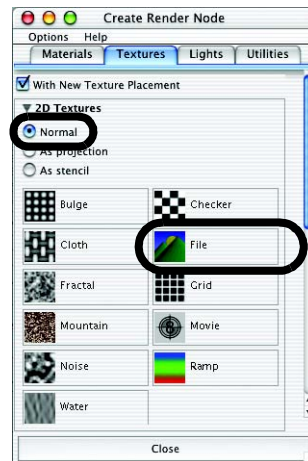 Create Render Node
Options Help
Materials Textures Lights Utilities
With New Texture Placement
2D Textures
Normal
As projection
As stencil
Bulge Checker
Cloth File
Fractal Grid
Mountain Movie
Noise Ramp
Water
Close